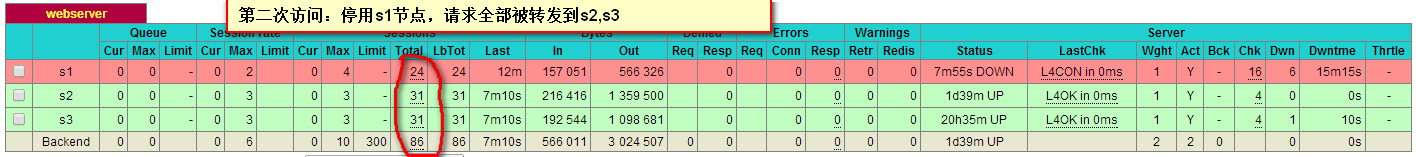 webserver
第二次访问：停用s1节点，请求全部被转发到s2,s3
Queue Session rate Sessions Bytes Denied Errors Warnings Server
Cur Max Limit Cur Max Limit Cur Max Limit Total LbTot Last In Out Req Resp Req Conn Resp Retr Redis Status LastChk Wght Act Bck Chk Dwn Dwntme Thrtle
s1 0 0 - 0 2 0 4 - 24 24 12m 157 051 566 326 0 0 0 0 0 7m55s DOWN L4CON in 0ms 1 Y - 16 6 15m15s -
s2 0 0 - 0 3 0 3 - 31 31 7m10s 216 416 1 359 500 0 0 0 0 0 1d39m UP L4OK in 0ms 1 Y - 4 0 0s -
s3 0 0 - 0 3 0 3 - 31 31 7m10s 192 544 1 098 681 0 0 0 0 0 20h35m UP L4OK in 0ms 1 Y - 4 1 10s -
Backend 0 0 0 6 0 10 300 86 86 7m10s 566 011 3 024 507 0 0 0 0 0 0 1d39m UP 2 2 0 0 0s